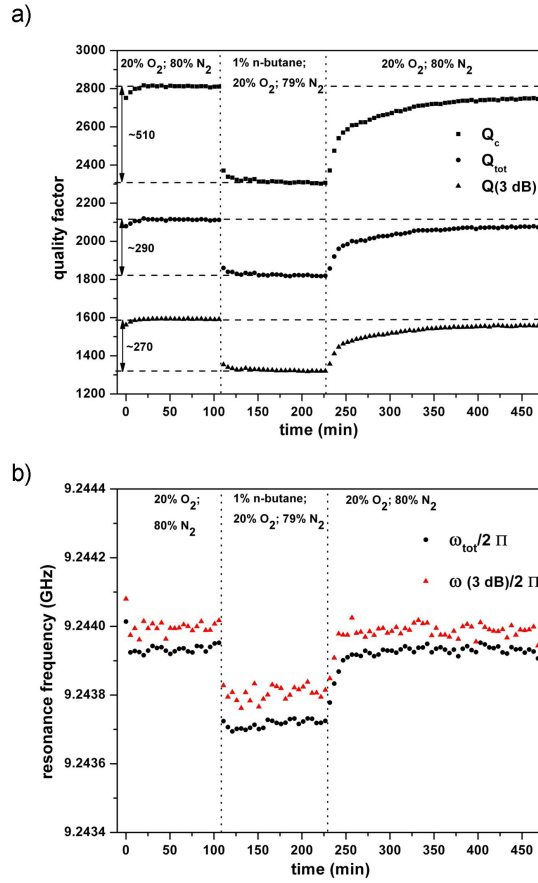 a)
20% O2; 80% N2
1% n-butane;
20% O2; 79% N2
20% O2; 80% N2
3000
2800
2600
2400
2200
2000
1800
1600
1400
1200
quality factor
~510
~290
~270
Qc
Qtot
Q(3 dB)
0 50 100 150 200 250 300 350 400 450
time (min)
b)
20% O2;
80% N2
1% n-butane;
20% O2; 79% N2
20% O2; 80% N2
9.2444
9.2442
9.2440
9.2438
9.2436
9.2434
resonance frequency (GHz)
ωtot/2 Π
ω (3 dB)/2 Π
0 50 100 150 200 250 300 350 400 450
time (min)